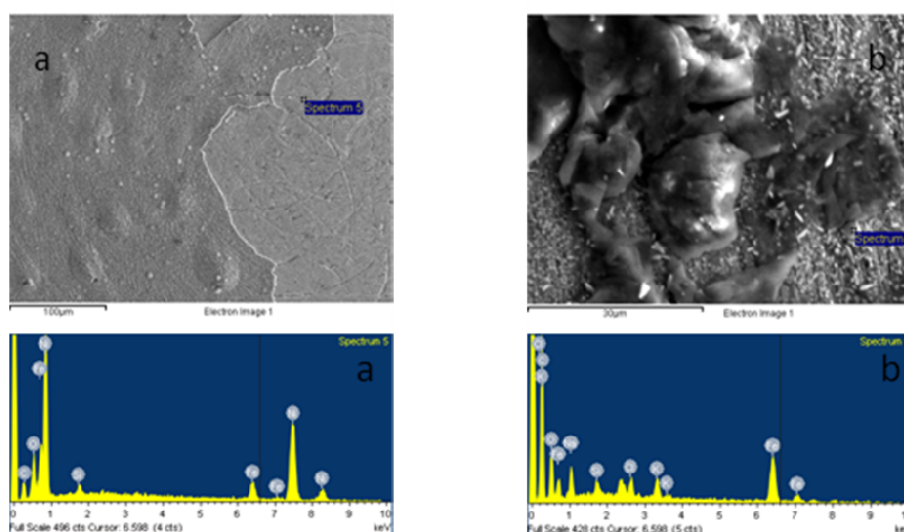 a
b
Spectrum 5
Spectrum
100µm
Electron Image 1
30µm
Electron Image 1
Spectrum 5
a
Spectrum
b
0 1 2 3 4 5 6 7 8 9 10
Full Scale 496 cts Cursor: 6.598 (4 cts)
keV
0 1 2 3 4 5 6 7 8 9
Full Scale 428 cts Cursor: 6.598 (5 cts)
ke